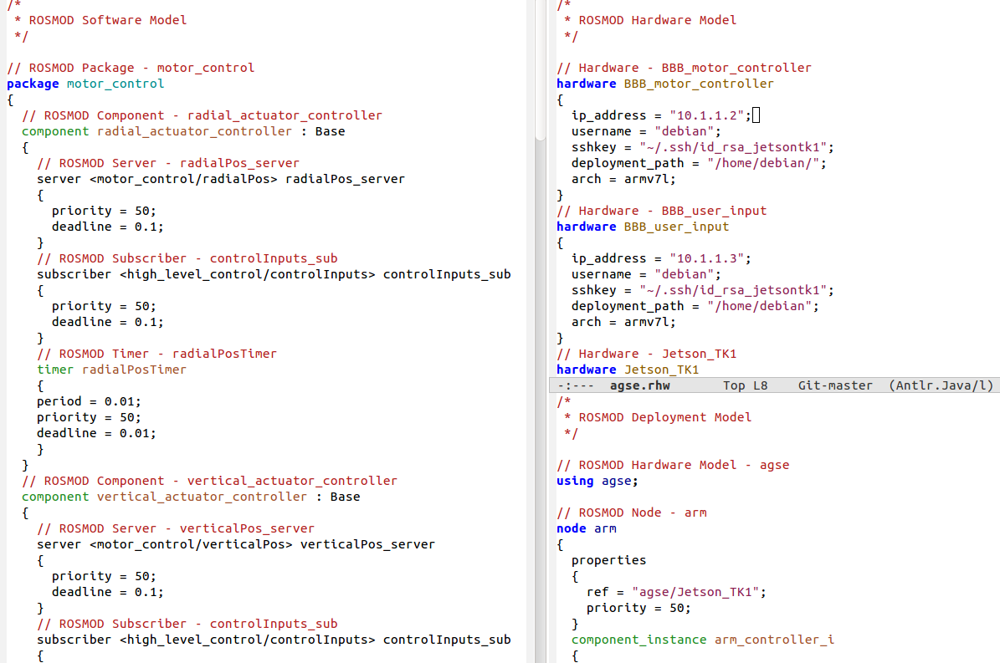 /*
 * ROSMOD Software Model
 */

// ROSMOD Package - motor_control
package motor_control
{
  // ROSMOD Component - radial_actuator_controller
  component radial_actuator_controller : Base
  {
    // ROSMOD Server - radialPos_server
    server <motor_control/radialPos> radialPos_server
    {
      priority = 50;
      deadline = 0.1;
    }
    // ROSMOD Subscriber - controlInputs_sub
    subscriber <high_level_control/controlInputs> controlInputs_sub
    {
      priority = 50;
      deadline = 0.1;
    }
    // ROSMOD Timer - radialPosTimer
    timer radialPosTimer
    {
    period = 0.01;
    priority = 50;
    deadline = 0.01;
    }
  }
  // ROSMOD Component - vertical_actuator_controller
  component vertical_actuator_controller : Base
  {
    // ROSMOD Server - verticalPos_server
    server <motor_control/verticalPos> verticalPos_server
    {
      priority = 50;
      deadline = 0.1;
    }
    // ROSMOD Subscriber - controlInputs_sub
    subscriber <high_level_control/controlInputs> controlInputs_sub
    {
/*
 * ROSMOD Hardware Model
 */

// Hardware - BBB_motor_controller
hardware BBB_motor_controller
{
  ip_address = "10.1.1.2";
  username = "debian";
  sshkey = "~/.ssh/id_rsa_jetsontk1";
  deployment_path = "/home/debian/";
  arch = armv7l;
}
// Hardware - BBB_user_input
hardware BBB_user_input
{
  ip_address = "10.1.1.3";
  username = "debian";
  sshkey = "~/.ssh/id_rsa_jetsontk1";
  deployment_path = "/home/debian";
  arch = armv7l;
}
// Hardware - Jetson_TK1
hardware Jetson_TK1
-:---  agse.rhw       Top L8    Git-master  (Antlr.Java/l)
/*
 * ROSMOD Deployment Model
 */

// ROSMOD Hardware Model - agse
using agse;

// ROSMOD Node - arm
node arm
{
  properties
  {
    ref = "agse/Jetson_TK1";
    priority = 50;
  }
  component_instance arm_controller_i
  {